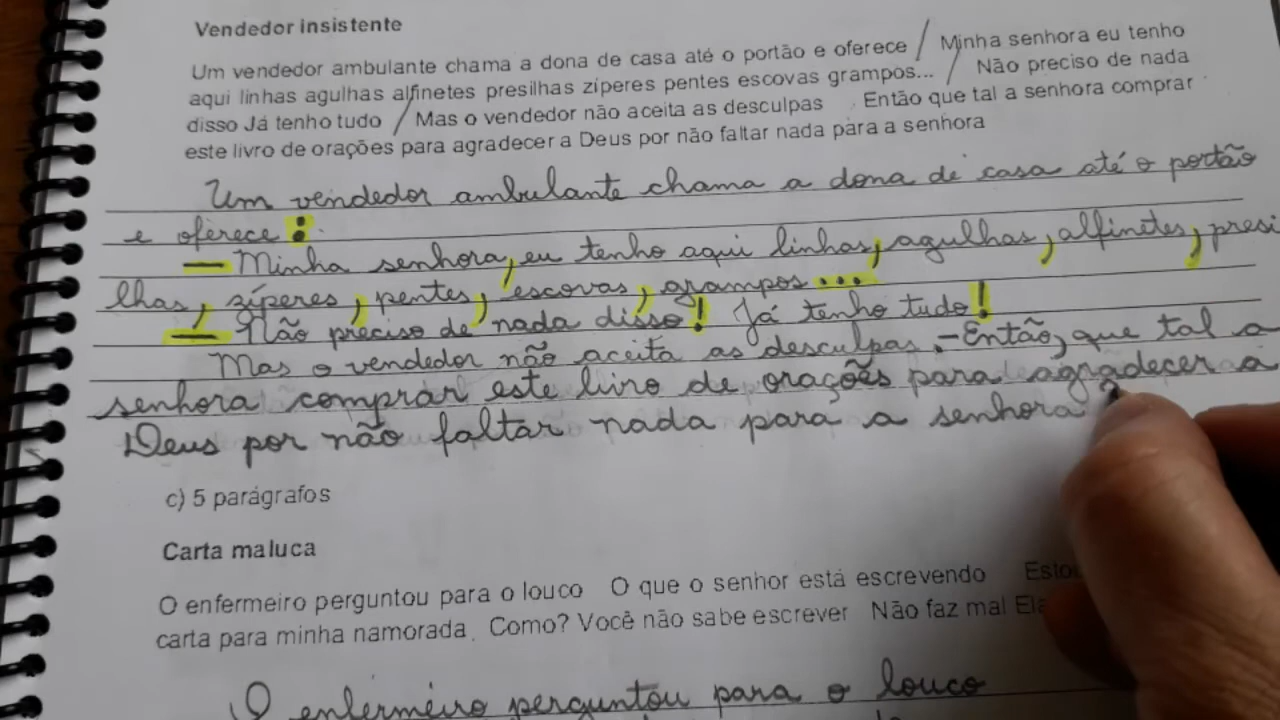 Vendedor insistente
Um vendedor ambulante chama a dona de casa até o portão e oferece / Minha senhora eu tenho
aqui linhas agulhas alfinetes presilhas zíperes pentes escovas grampos... / Não preciso de nada
disso Já tenho tudo / Mas o vendedor não aceita as desculpas Então que tal a senhora comprar
este livro de orações para agradecer a Deus por não faltar nada para a senhora
Um vendedor ambulante chama a dona de casa até o portão
e oferece:
— Minha senhora, eu tenho aqui linhas, agulhas, alfinetes, presi
lhas, zíperes, pentes, escovas, grampos...
— Não preciso de nada disso! Já tenho tudo!
Mas o vendedor não aceita as desculpas. - Então, que tal a
senhora comprar este livro de orações para agradecer a
Deus por não faltar nada para a senhora?
c) 5 parágrafos
Carta maluca
O enfermeiro perguntou para o louco O que o senhor está escrevendo
carta para minha namorada. Como? Você não sabe escrever Não faz mal
O enfermeiro perguntou para o louco